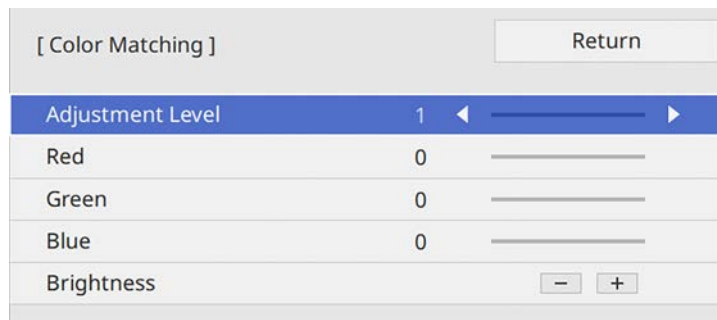 [ Color Matching ] Return
Adjustment Level 1
Red 0
Green 0
Blue 0
Brightness − +